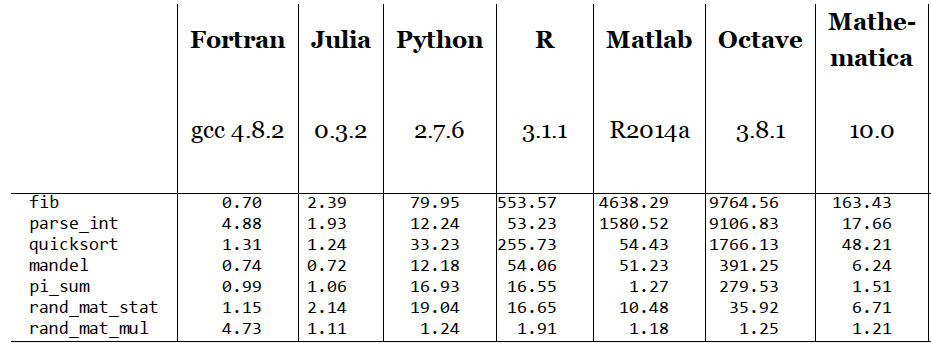 Fortran Julia Python R Matlab Octave Mathe-
matica
gcc 4.8.2 0.3.2 2.7.6 3.1.1 R2014a 3.8.1 10.0
fib 0.70 2.39 79.95 553.57 4638.29 9764.56 163.43
parse_int 4.88 1.93 12.24 53.23 1580.52 9106.83 17.66
quicksort 1.31 1.24 33.23 255.73 54.43 1766.13 48.21
mandel 0.74 0.72 12.18 54.06 51.23 391.25 6.24
pi_sum 0.99 1.06 16.93 16.55 1.27 279.53 1.51
rand_mat_stat 1.15 2.14 19.04 16.65 10.48 35.92 6.71
rand_mat_mul 4.73 1.11 1.24 1.91 1.18 1.25 1.21